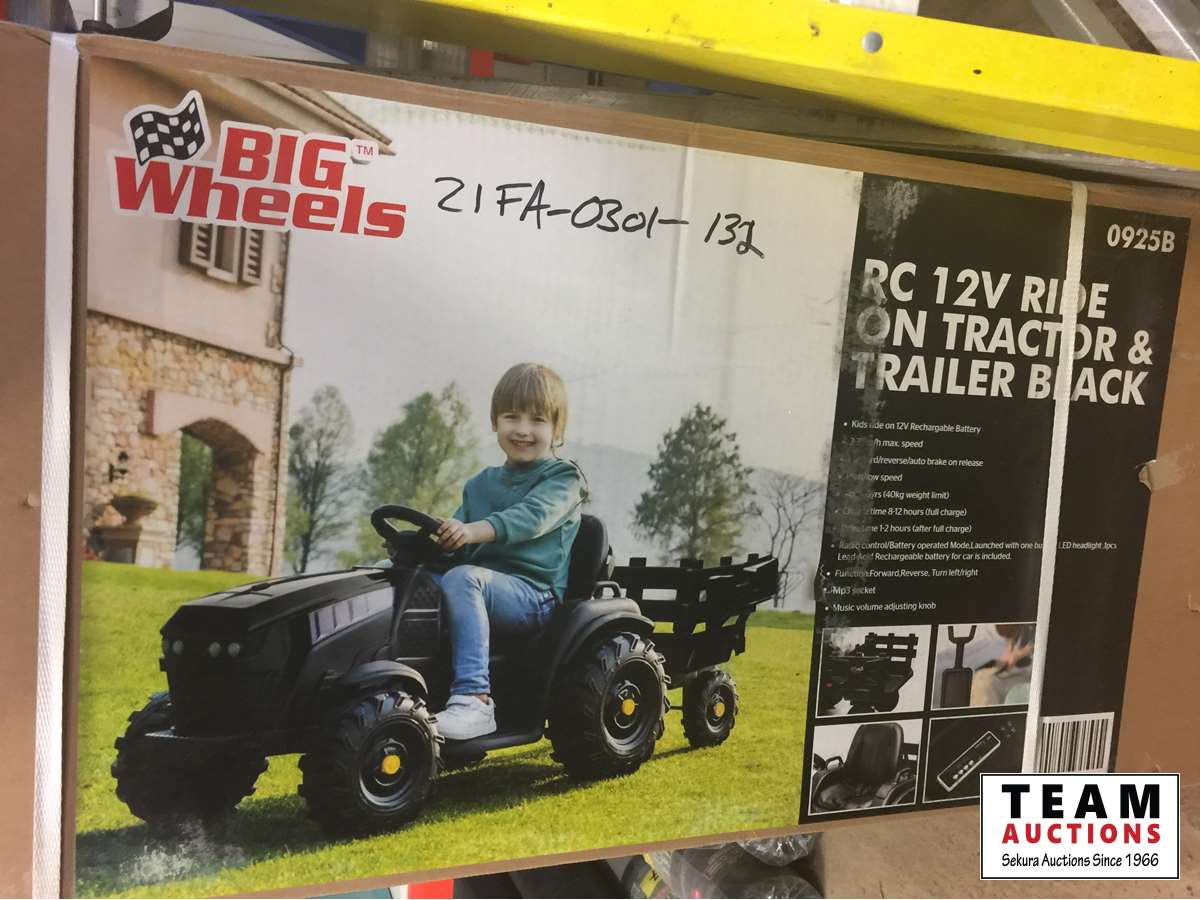 BIG™
Wheels
21FA-0301-132
0925B
RC 12V RIDE
ON TRACTOR &
TRAILER BLACK
• Kids ride on 12V Rechargable Battery
max. speed
/reverse/auto brake on release
speed
(40kg weight limit)
time 8-12 hours (full charge)
1-2 hours (after full charge)
• Radio control/Battery operated Mode,Launched with one LED headlight ,1pcs
Lead-Acid Rechargeable battery for car is included.
• Function:Forward,Reverse, Turn left/right
• Mp3 socket
• Music volume adjusting knob
TEAM
AUCTIONS
Sekura Auctions Since 1966